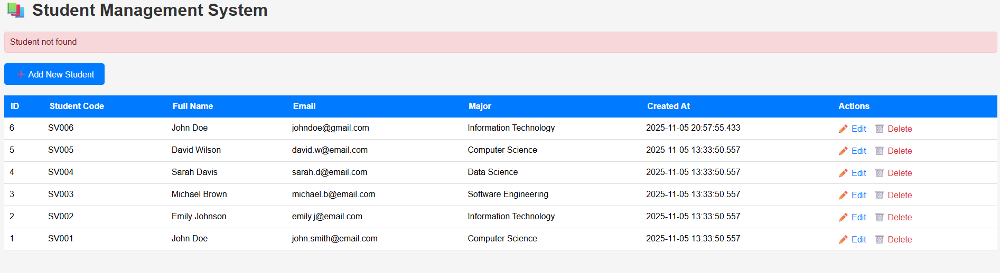 Student Management System
Student not found
Add New Student
ID Student Code Full Name Email Major Created At Actions
6 SV006 John Doe johndoe@gmail.com Information Technology 2025-11-05 20:57:55.433 Edit Delete
5 SV005 David Wilson david.w@email.com Computer Science 2025-11-05 13:33:50.557 Edit Delete
4 SV004 Sarah Davis sarah.d@email.com Data Science 2025-11-05 13:33:50.557 Edit Delete
3 SV003 Michael Brown michael.b@email.com Software Engineering 2025-11-05 13:33:50.557 Edit Delete
2 SV002 Emily Johnson emily.j@email.com Information Technology 2025-11-05 13:33:50.557 Edit Delete
1 SV001 John Doe john.smith@email.com Computer Science 2025-11-05 13:33:50.557 Edit Delete